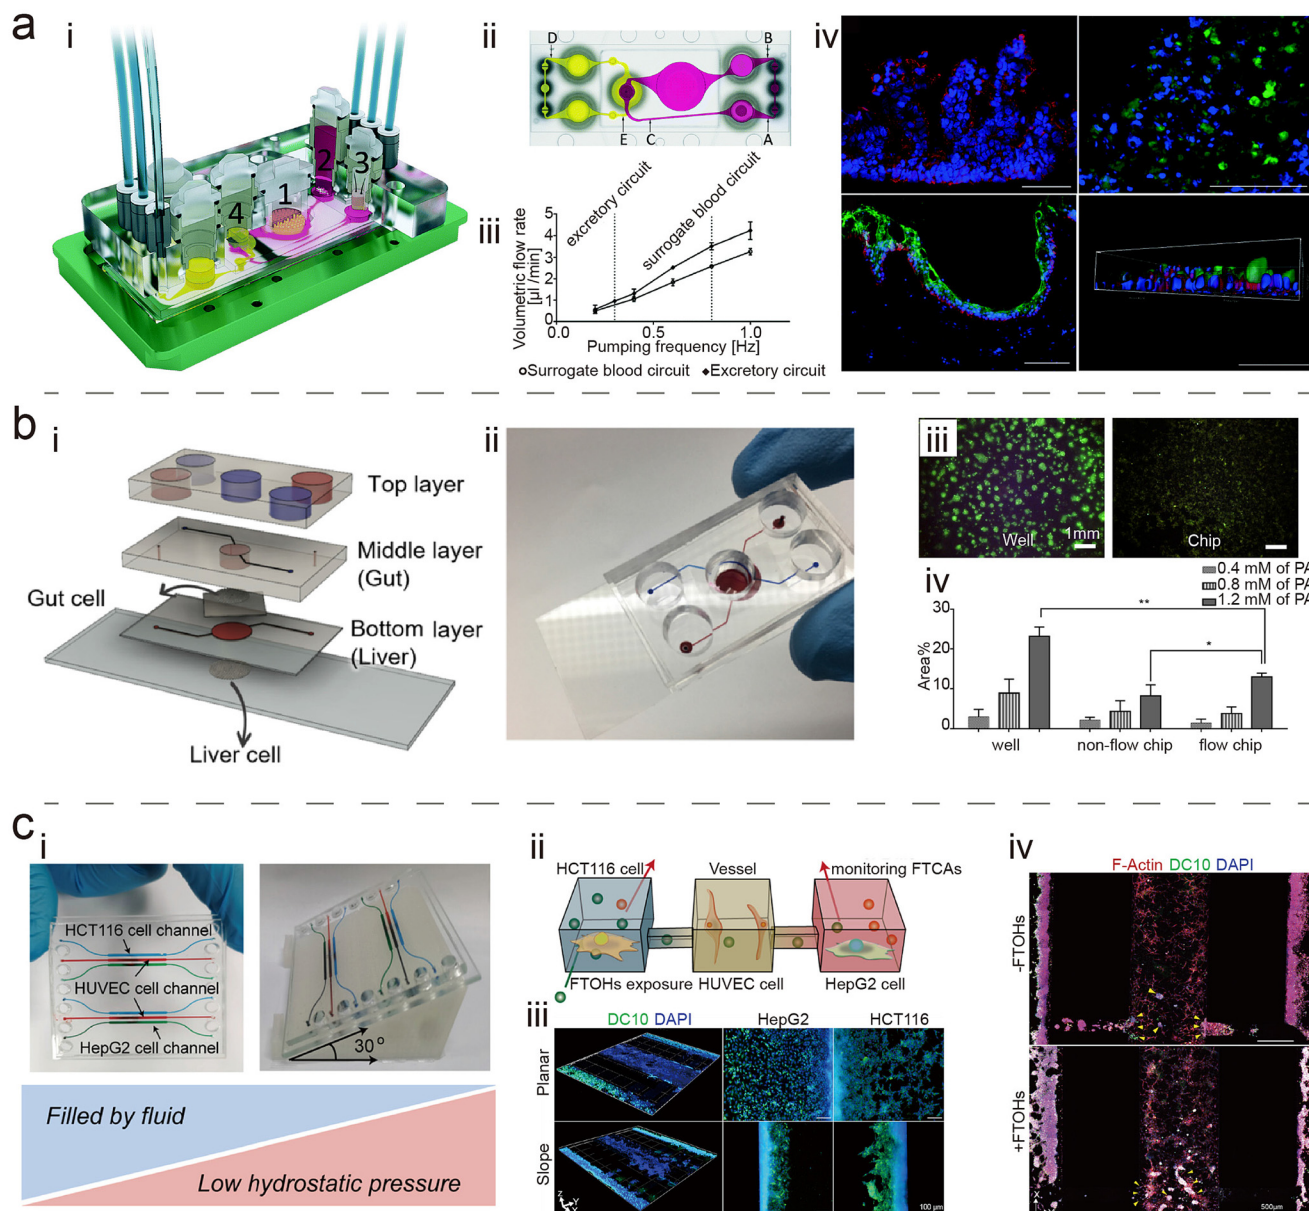 a
i
1
2
3
4
ii
D
B
E
C
A
iii
Volumetric flow rate
[µl /min]
5
4
3
2
1
0
excretory circuit
surrogate blood circuit
0.0
0.5
1.0
Pumping frequency [Hz]
Surrogate blood circuit
Excretory circuit
iv
b
i
Top layer
Middle layer
(Gut)
Gut cell
Bottom layer
(Liver)
Liver cell
ii
iii
Well
1mm
Chip
iv
0.4 mM of PA
0.8 mM of PA
1.2 mM of PA
Area%
30
20
10
0
**
*
well
non-flow chip
flow chip
c
i
HCT116 cell channel
HUVEC cell channel
HepG2 cell channel
30°
Filled by fluid
Low hydrostatic pressure
ii
HCT116 cell
Vessel
monitoring FTCAs
FTOHs exposure
HUVEC cell
HepG2 cell
iii
DC10 DAPI
HepG2
HCT116
Planar
Slope
Z
Y
X
100 µm
iv
F-Actin DC10 DAPI
-FTOHs
+FTOHs
500µm